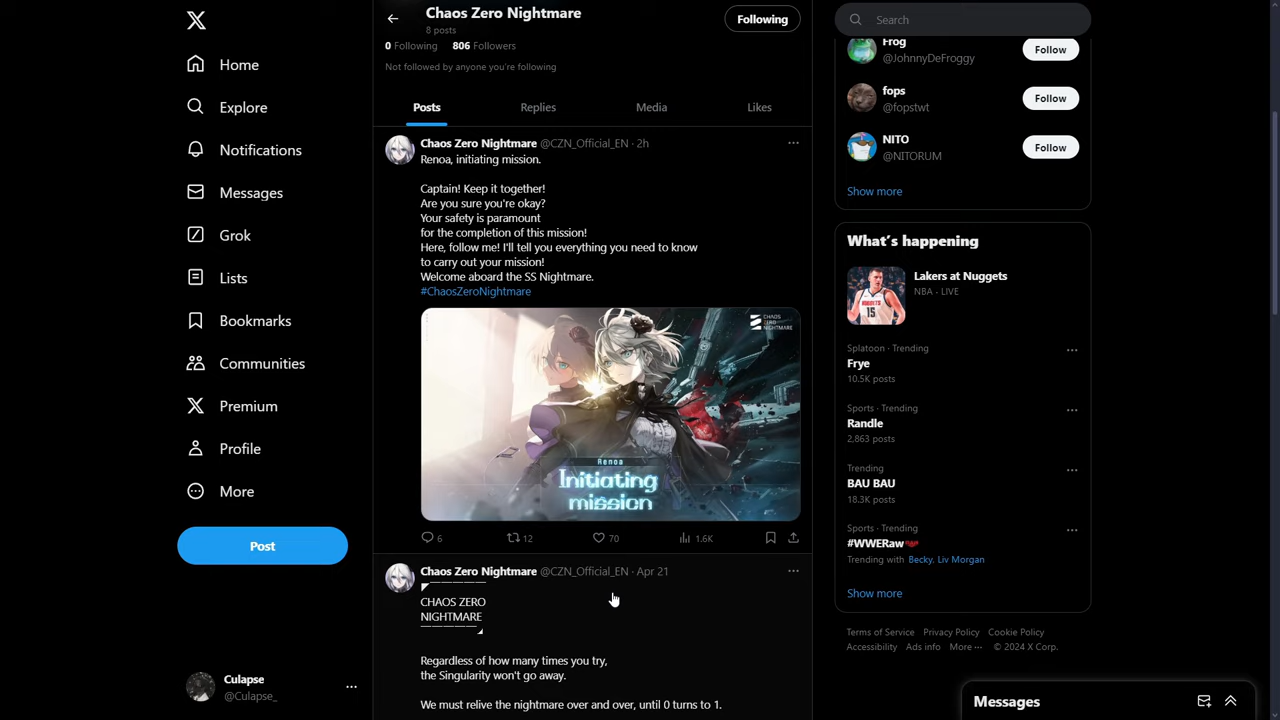 Home
Explore
Notifications
Messages
Grok
Lists
Bookmarks
Communities
Premium
Profile
More
Post
Culapse
@Culapse_
Chaos Zero Nightmare
8 posts
Following
0 Following 806 Followers
Not followed by anyone you're following
Posts Replies Media Likes
Chaos Zero Nightmare @CZN_Official_EN · 2h
Renoa, initiating mission.
Captain! Keep it together!
Are you sure you're okay?
Your safety is paramount
for the completion of this mission!
Here, follow me! I'll tell you everything you need to know
to carry out your mission!
Welcome aboard the SS Nightmare.
#ChaosZeroNightmare
CHAOS
ZERO
NIGHTMARE
Renoa
Initiating
mission
6 12 70 1.6K
Chaos Zero Nightmare @CZN_Official_EN · Apr 21
CHAOS ZERO
NIGHTMARE
Regardless of how many times you try,
the Singularity won't go away.
We must relive the nightmare over and over, until 0 turns to 1.
Search
Frog
@JohnnyDeFroggy
Follow
fops
@fopstwt
Follow
NITO
@NITORUM
Follow
Show more
What's happening
Lakers at Nuggets
NBA · LIVE
Splatoon · Trending
Frye
10.5K posts
Sports · Trending
Randle
2,863 posts
Trending
BAU BAU
18.3K posts
Sports · Trending
#WWERaw
Trending with Becky, Liv Morgan
Show more
Terms of Service Privacy Policy Cookie Policy
Accessibility Ads info More ··· © 2024 X Corp.
Messages